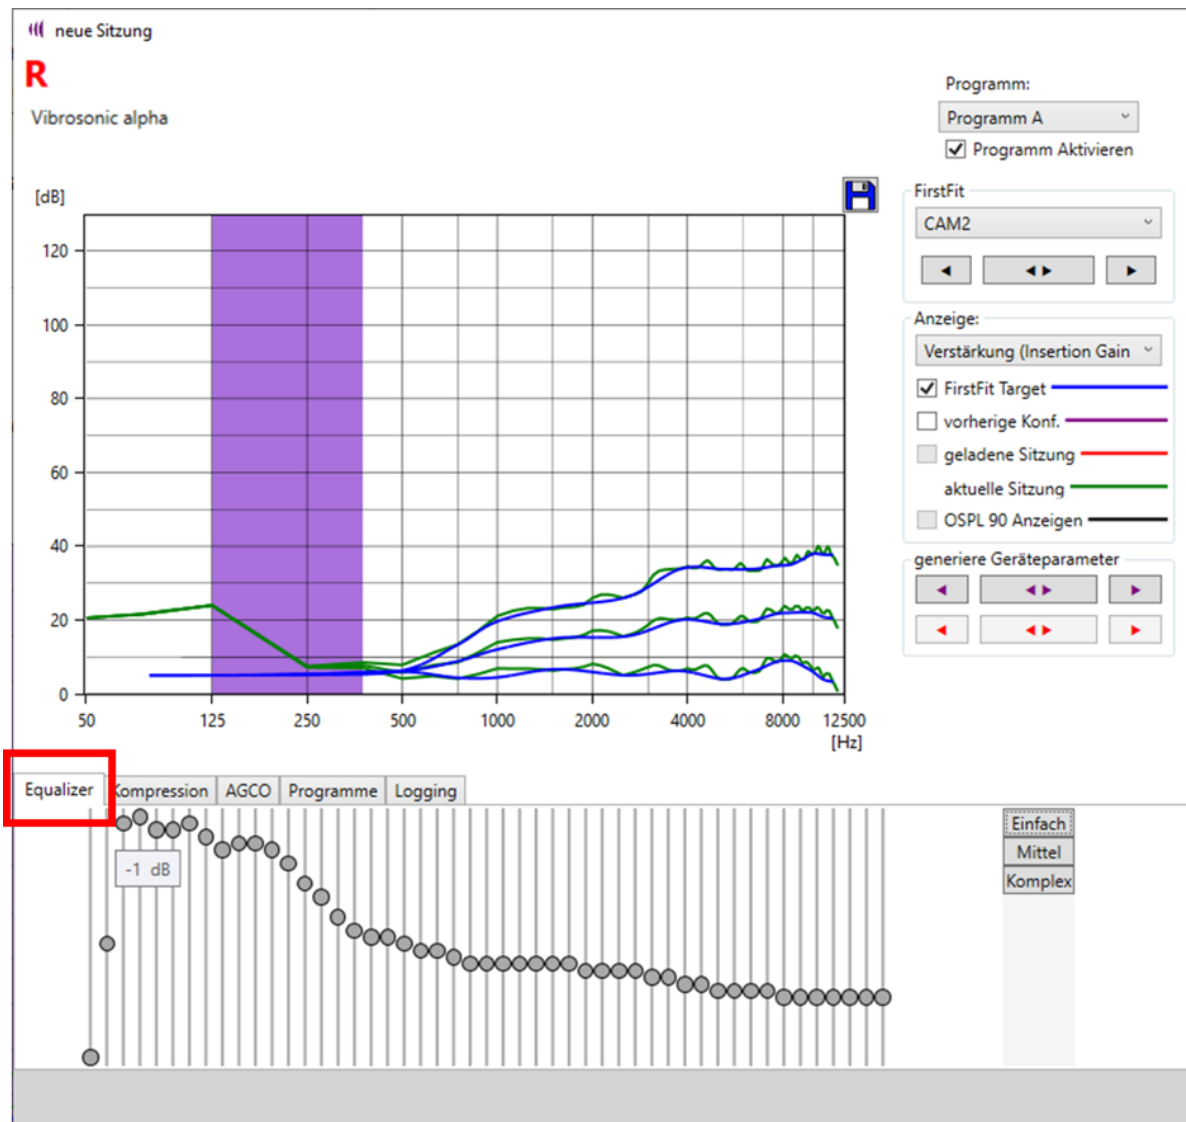 neue Sitzung
R
Vibrosonic alpha
Programm:
Programm A
Programm Aktivieren
[dB]
120
100
80
60
40
20
0
50 125 250 500 1000 2000 4000 8000 12500
[Hz]
FirstFit
CAM2
Anzeige:
Verstärkung (Insertion Gain
FirstFit Target
vorherige Konf.
geladene Sitzung
aktuelle Sitzung
OSPL 90 Anzeigen
generiere Geräteparameter
Equalizer Kompression AGCO Programme Logging
-1 dB
Einfach
Mittel
Komplex